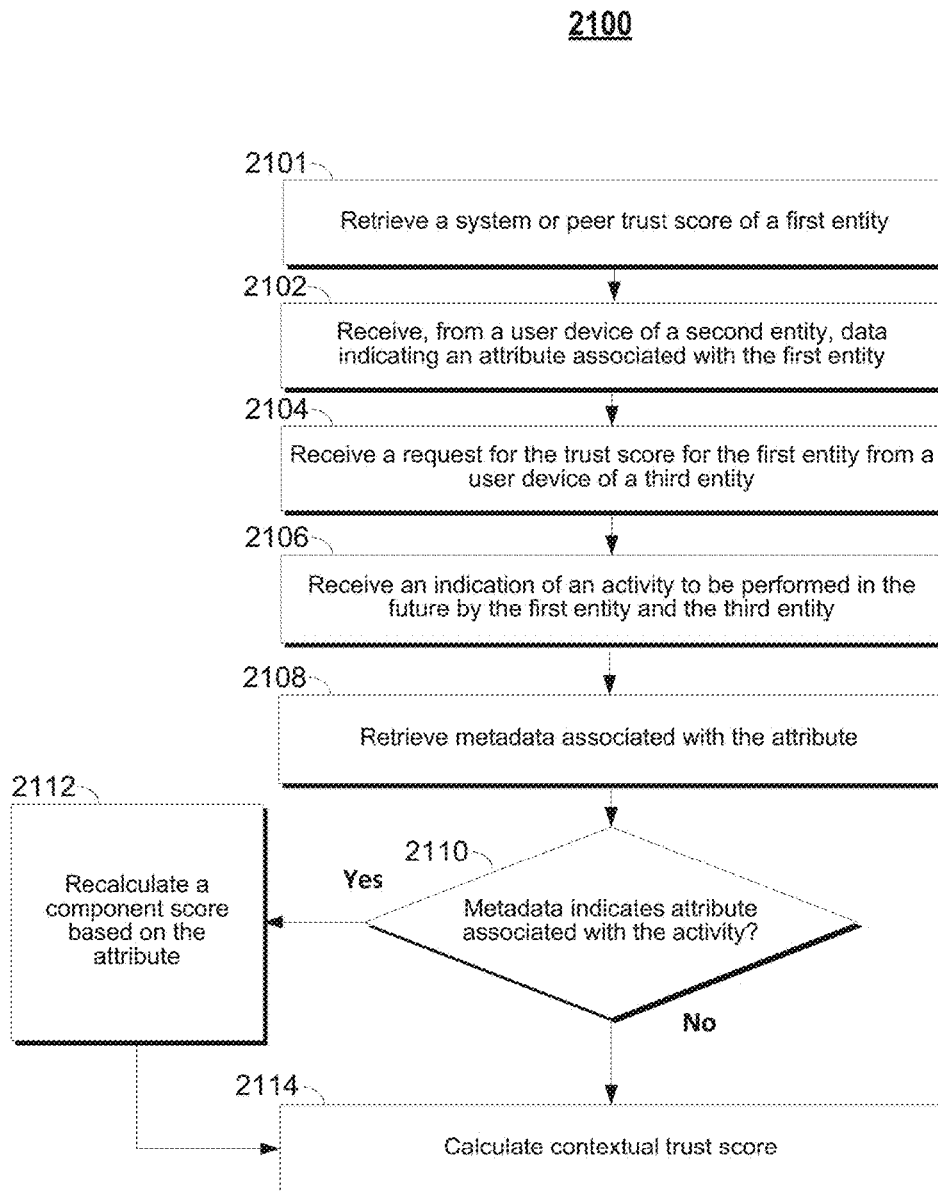 2100
2101
Retrieve a system or peer trust score of a first entity
2102
Receive, from a user device of a second entity, data
indicating an attribute associated with the first entity
2104
Receive a request for the trust score for the first entity from a
user device of a third entity
2106
Receive an indication of an activity to be performed in the
future by the first entity and the third entity
2108
Retrieve metadata associated with the attribute
2112
Recalculate a
component score
based on the
attribute
2110
Yes
Metadata indicates attribute
associated with the activity?
No
2114
Calculate contextual trust score